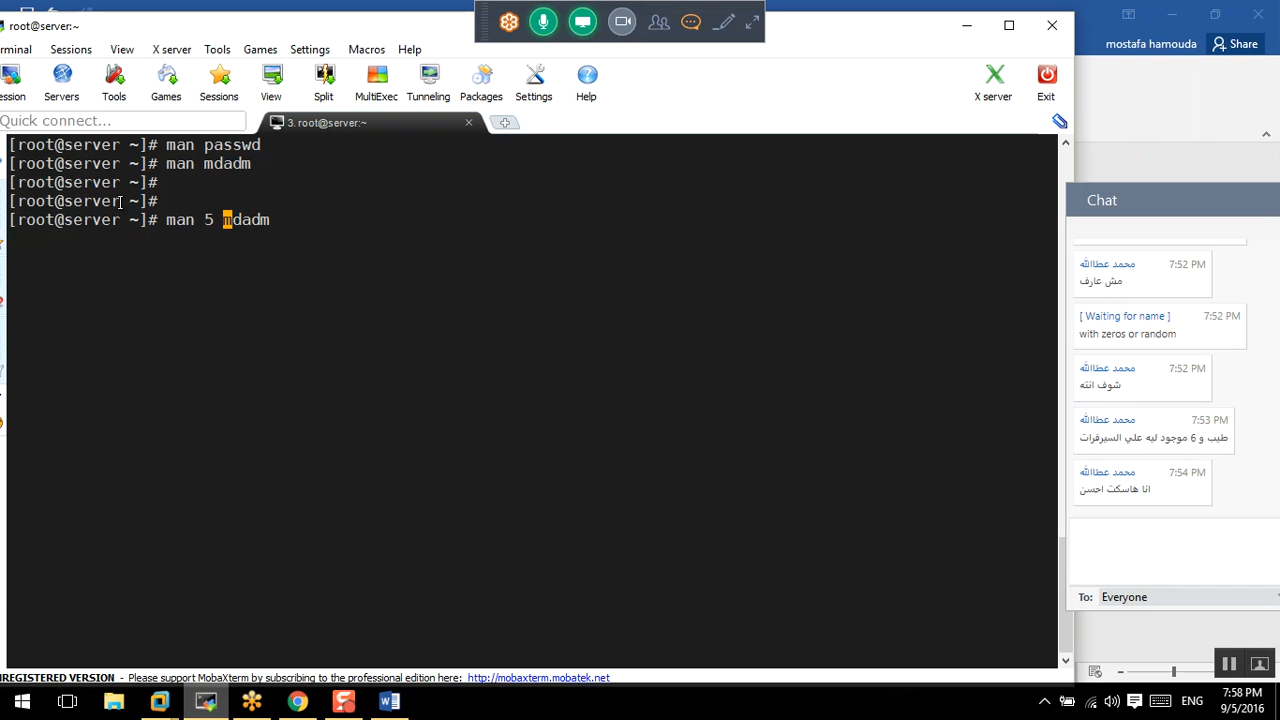 root@server:~
mostafa hamouda
Share
rminal Sessions View X server Tools Games Settings Macros Help
ession Servers Tools Games Sessions View Split MultiExec Tunneling Packages Settings Help X server Exit
Quick connect...
3. root@server:~
[root@server ~]# man passwd
[root@server ~]# man mdadm
[root@server ~]#
[root@server ~]#
[root@server ~]# man 5 mdadm
Chat
محمد عطاالله 7:52 PM
مش عارف
[ Waiting for name ] 7:52 PM
with zeros or random
محمد عطاالله 7:52 PM
شوف انته
محمد عطاالله 7:53 PM
طيب و 6 موجود ليه علي السيرفرات
محمد عطاالله 7:54 PM
انا هاسكت احسن
To: Everyone
NREGISTERED VERSION - Please support MobaXterm by subscribing to the professional edition here: http://mobaxterm.mobatek.net
ENG
7:58 PM
9/5/2016